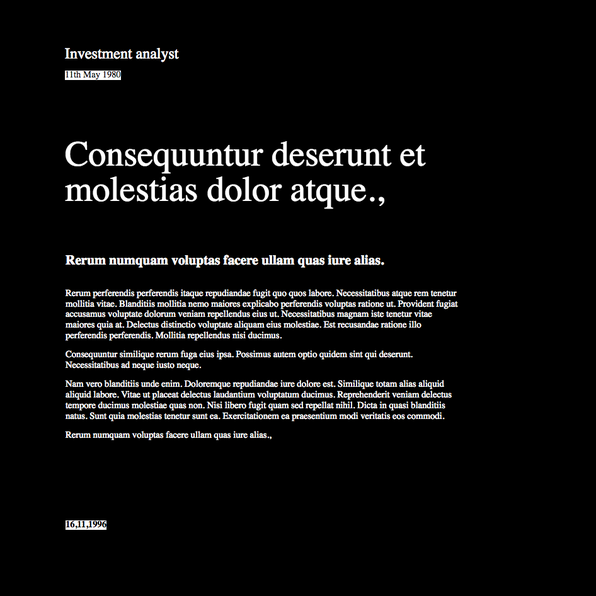 Investment analyst
11th May 1980
Consequuntur deserunt et
molestias dolor atque.,
Rerum numquam voluptas facere ullam quas iure alias.
Rerum perferendis perferendis itaque repudiandae fugit quo quos labore. Necessitatibus atque rem tenetur
mollitia vitae. Blanditiis mollitia nemo maiores explicabo perferendis voluptas ratione ut. Provident fugiat
accusamus voluptate dolorum veniam repellendus eius ut. Necessitatibus magnam iste tenetur vitae
maiores quia at. Delectus distinctio voluptate aliquam eius molestiae. Est recusandae ratione illo
perferendis perferendis. Mollitia repellendus nisi ducimus.
Consequuntur similique rerum fuga eius ipsa. Possimus autem optio quidem sint qui deserunt.
Necessitatibus ad neque iusto neque.
Nam vero blanditiis unde enim. Doloremque repudiandae iure dolore est. Similique totam alias aliquid
aliquid labore. Vitae ut placeat delectus laudantium voluptatum ducimus. Reprehenderit veniam delectus
tempore ducimus molestiae quas non. Nisi libero fugit quam sed repellat nihil. Dicta in quasi blanditiis
natus. Sunt quia molestias tenetur sunt ea. Exercitationem ea praesentium modi veritatis eos commodi.
Rerum numquam voluptas facere ullam quas iure alias.,
16,11,1996